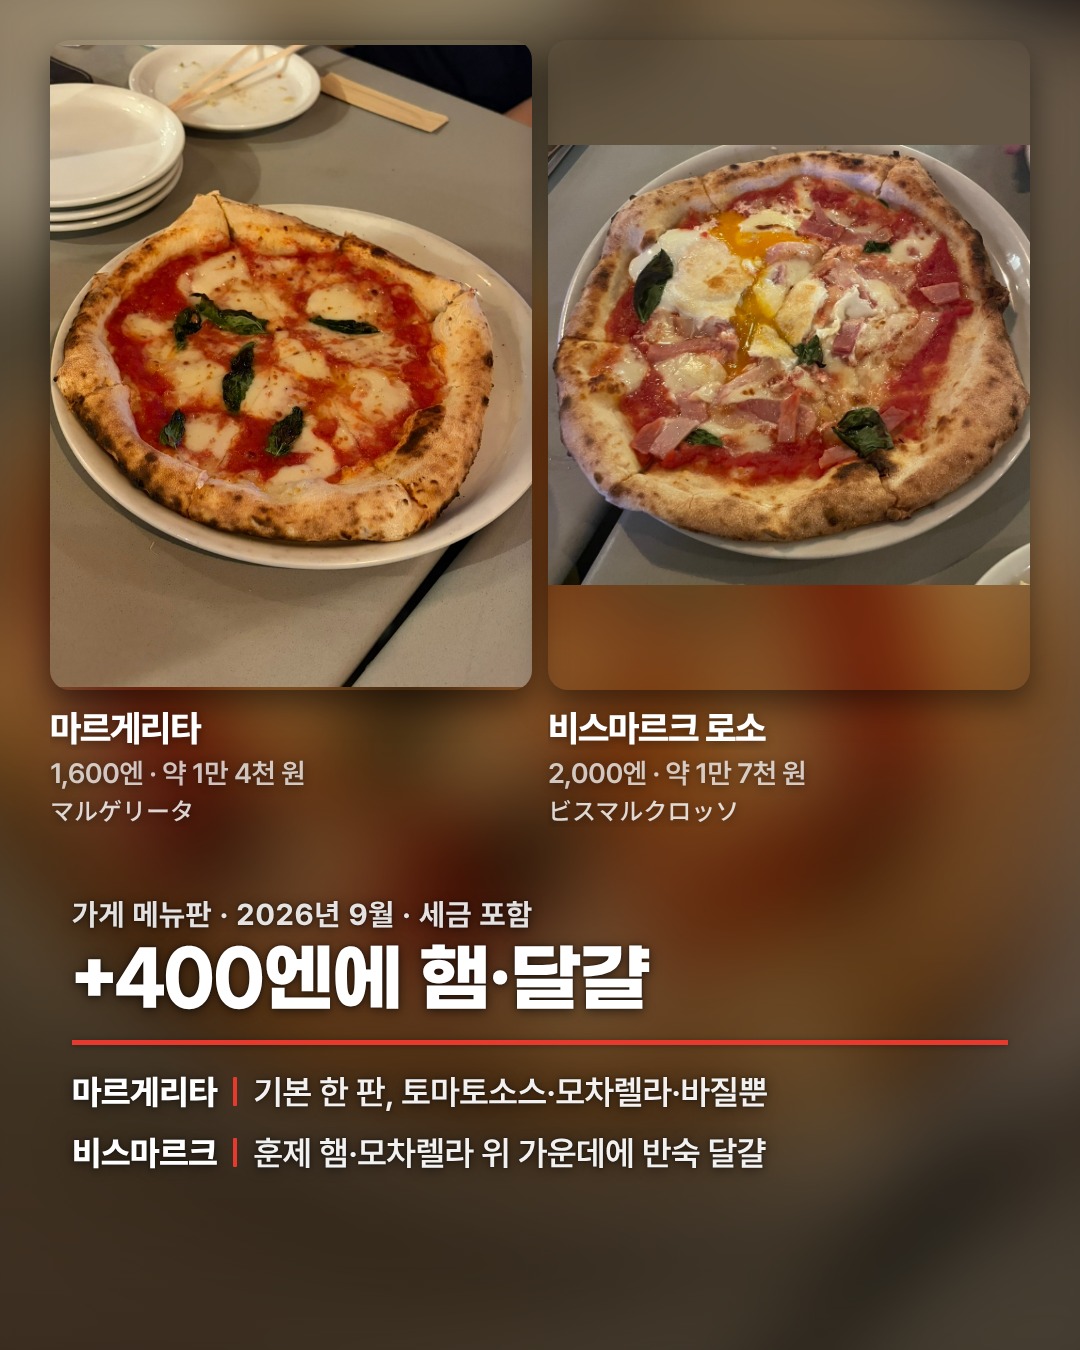 마르게리타
1,600엔 · 약 1만 4천 원
マルゲリータ
비스마르크 로소
2,000엔 · 약 1만 7천 원
ビスマルクロッソ
가게 메뉴판 · 2026년 9월 · 세금 포함
+400엔에 햄·달걀
마르게리타 | 기본 한 판, 토마토소스·모차렐라·바질뿐
비스마르크 | 훈제 햄·모차렐라 위 가운데에 반숙 달걀